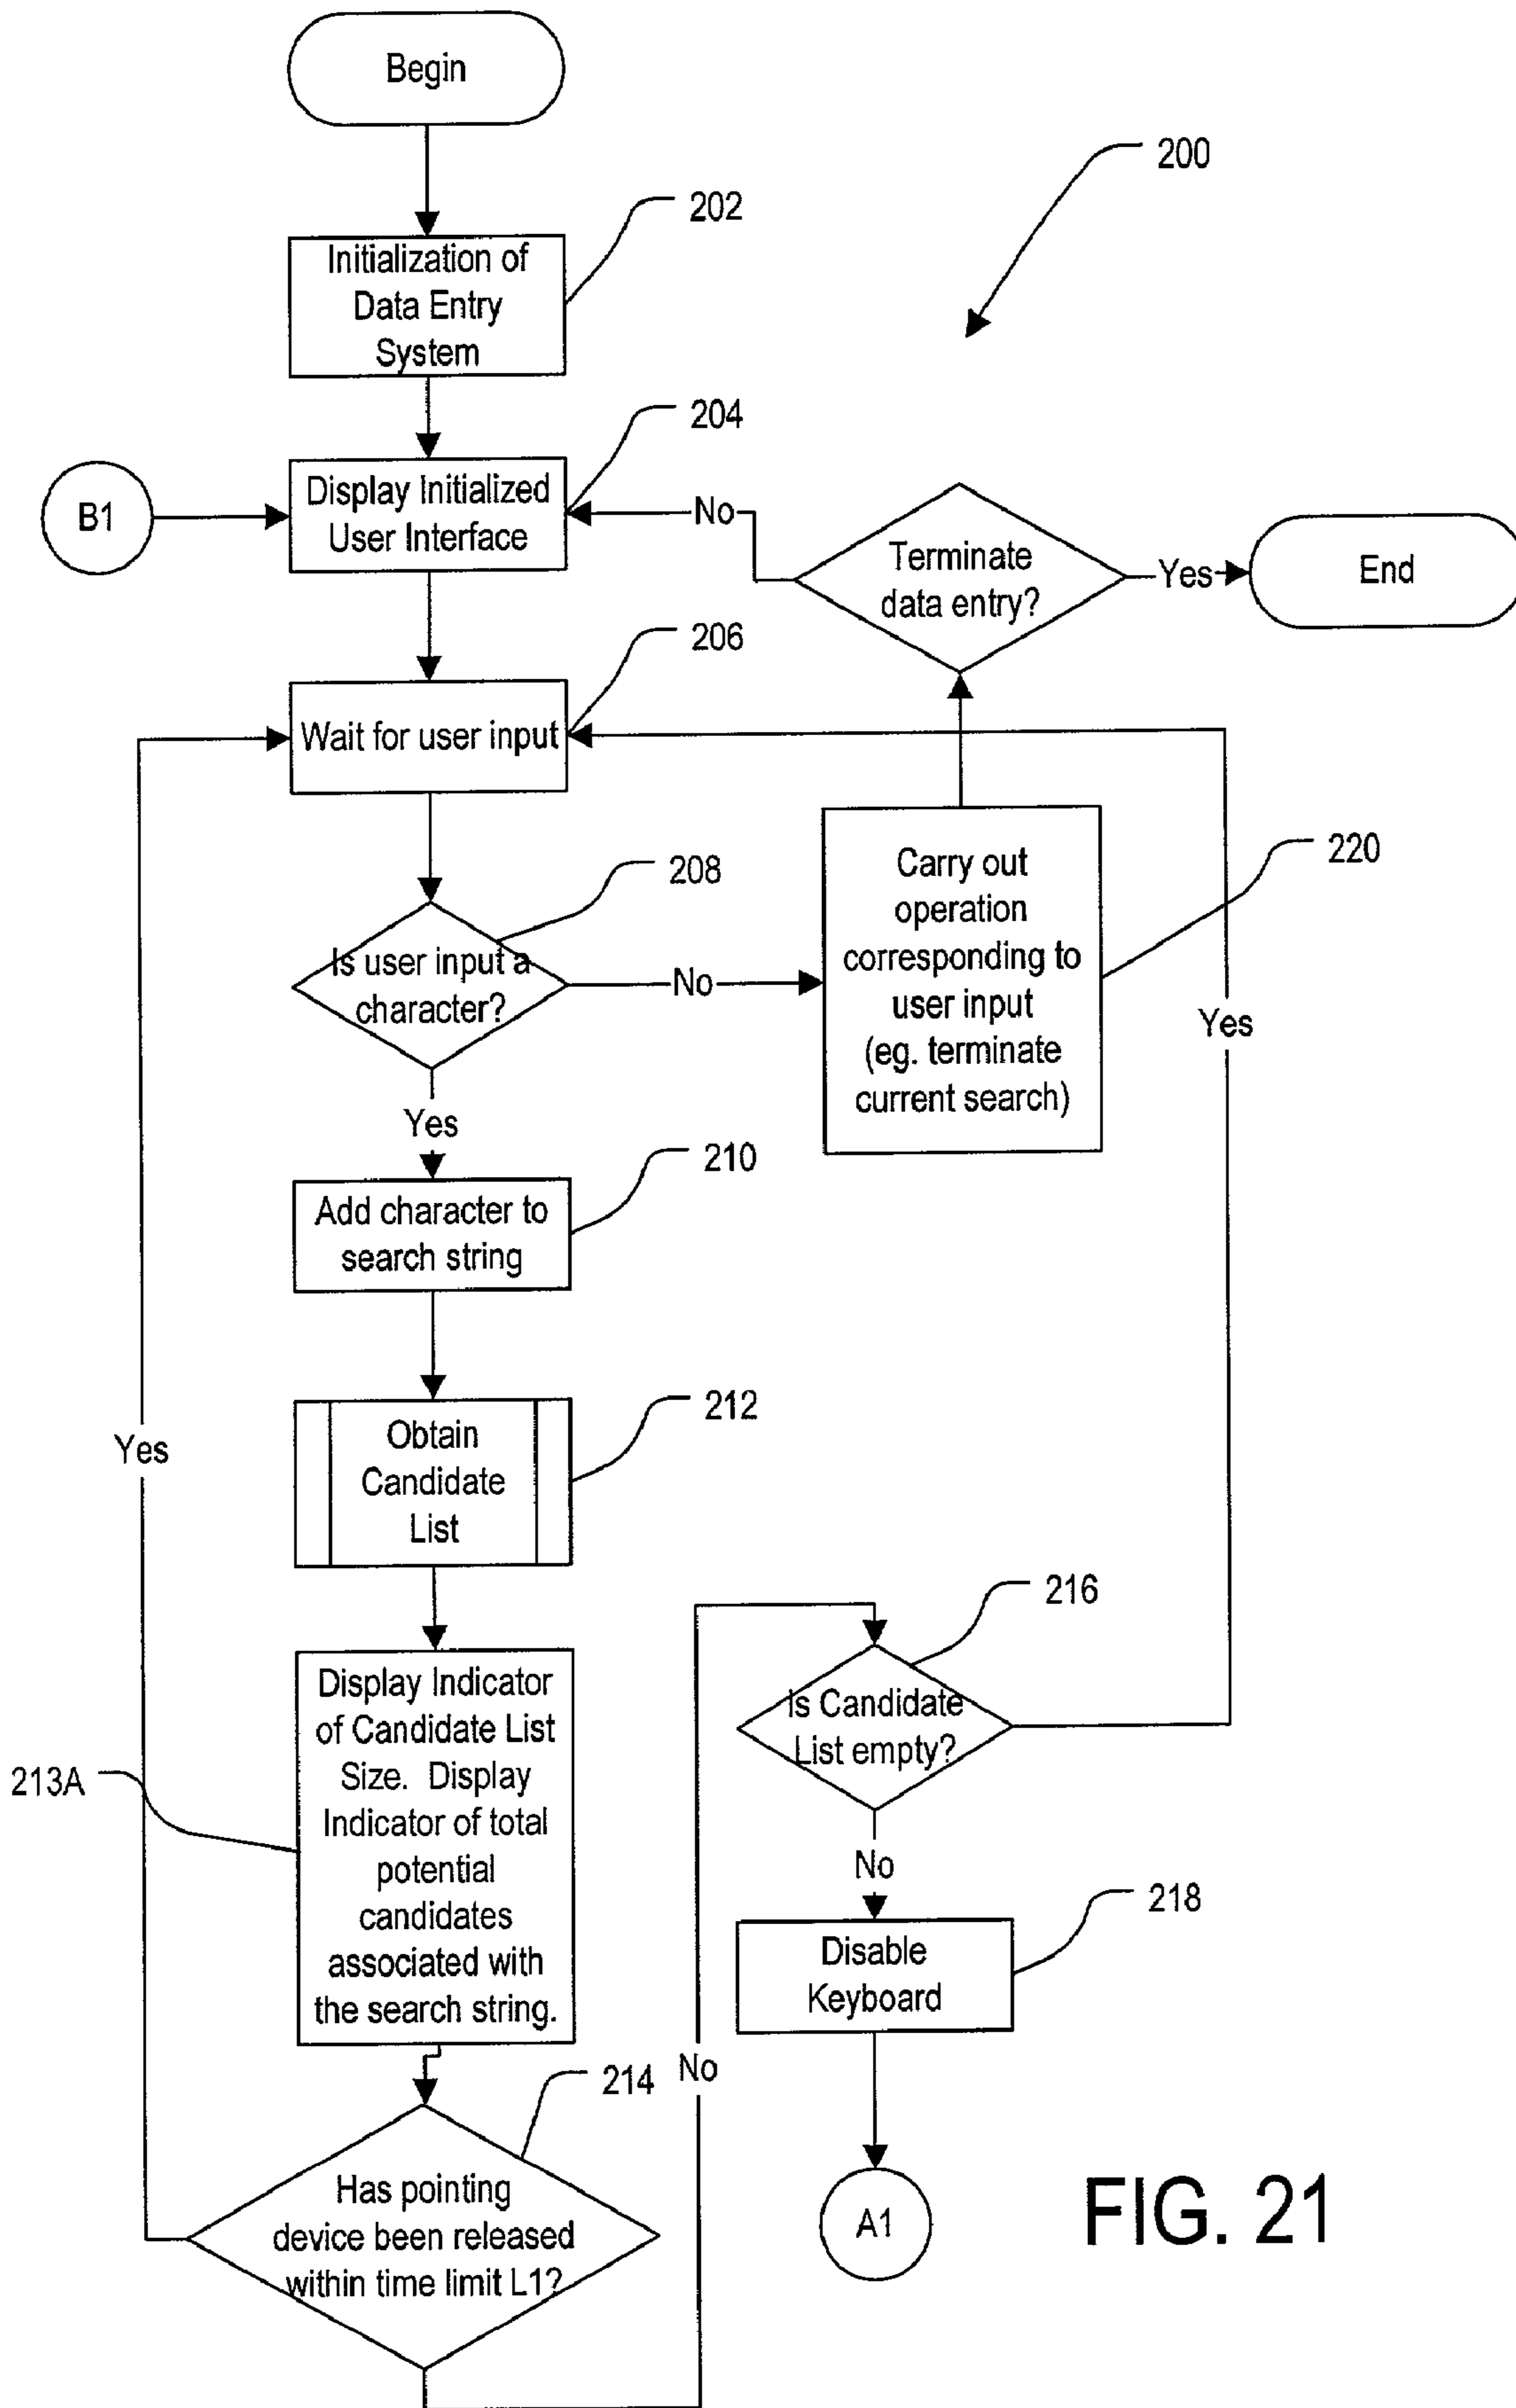 Begin
200
202
Initialization of
Data Entry
System
204
B1
Display Initialized
User Interface
No
Terminate
data entry?
Yes
End
206
Wait for user input
208
Is user input a
character?
No
Carry out
operation
corresponding to
user input
(eg. terminate
current search)
220
Yes
Yes
210
Add character to
search string
212
Obtain
Candidate
List
Yes
213A
Display Indicator
of Candidate List
Size. Display
Indicator of total
potential
candidates
associated with
the search string.
216
Is Candidate
List empty?
No
218
Disable
Keyboard
214
No
Has pointing
device been released
within time limit L1?
A1
FIG. 21